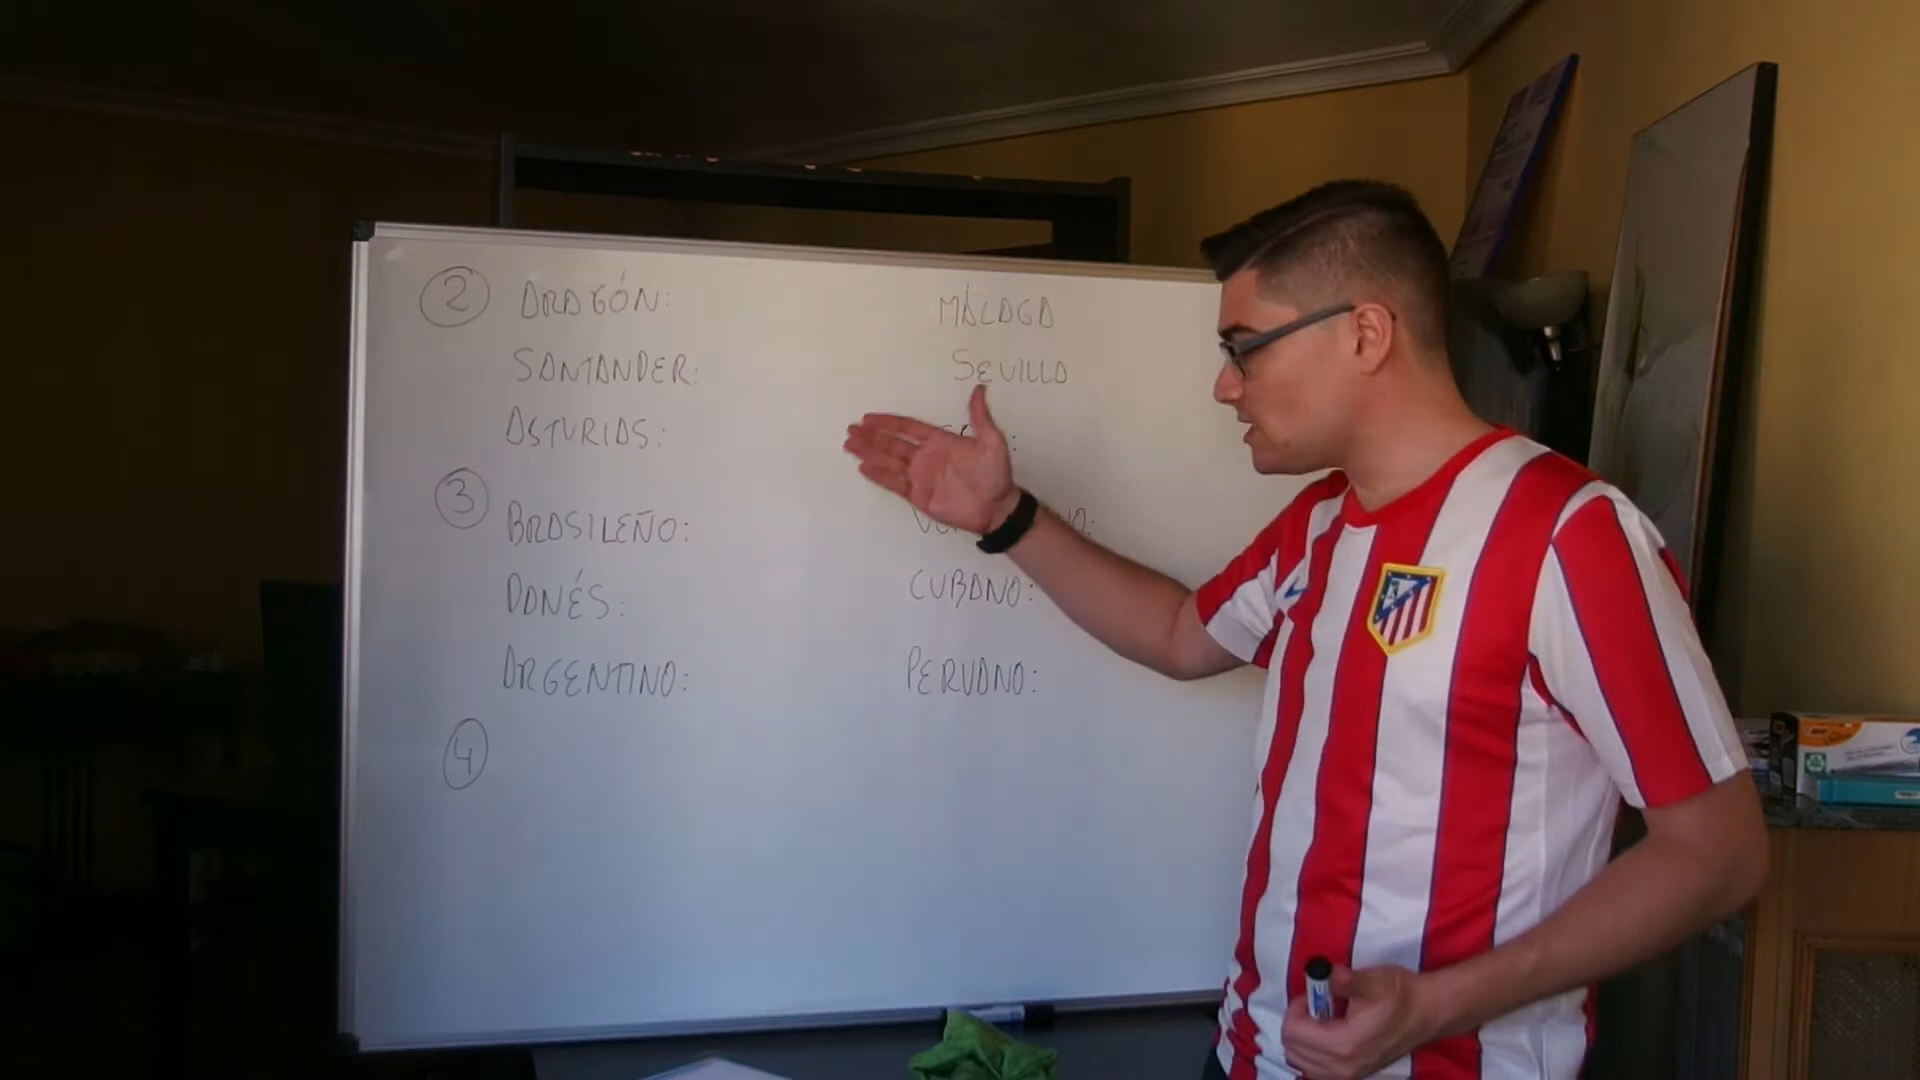 2 ARAGÓN: MÁLAGA
SANTANDER: SEVILLA
ASTURIAS:
3
BRASILEÑO:
DANÉS: CUBANO:
ARGENTINO: PERUANO:
4